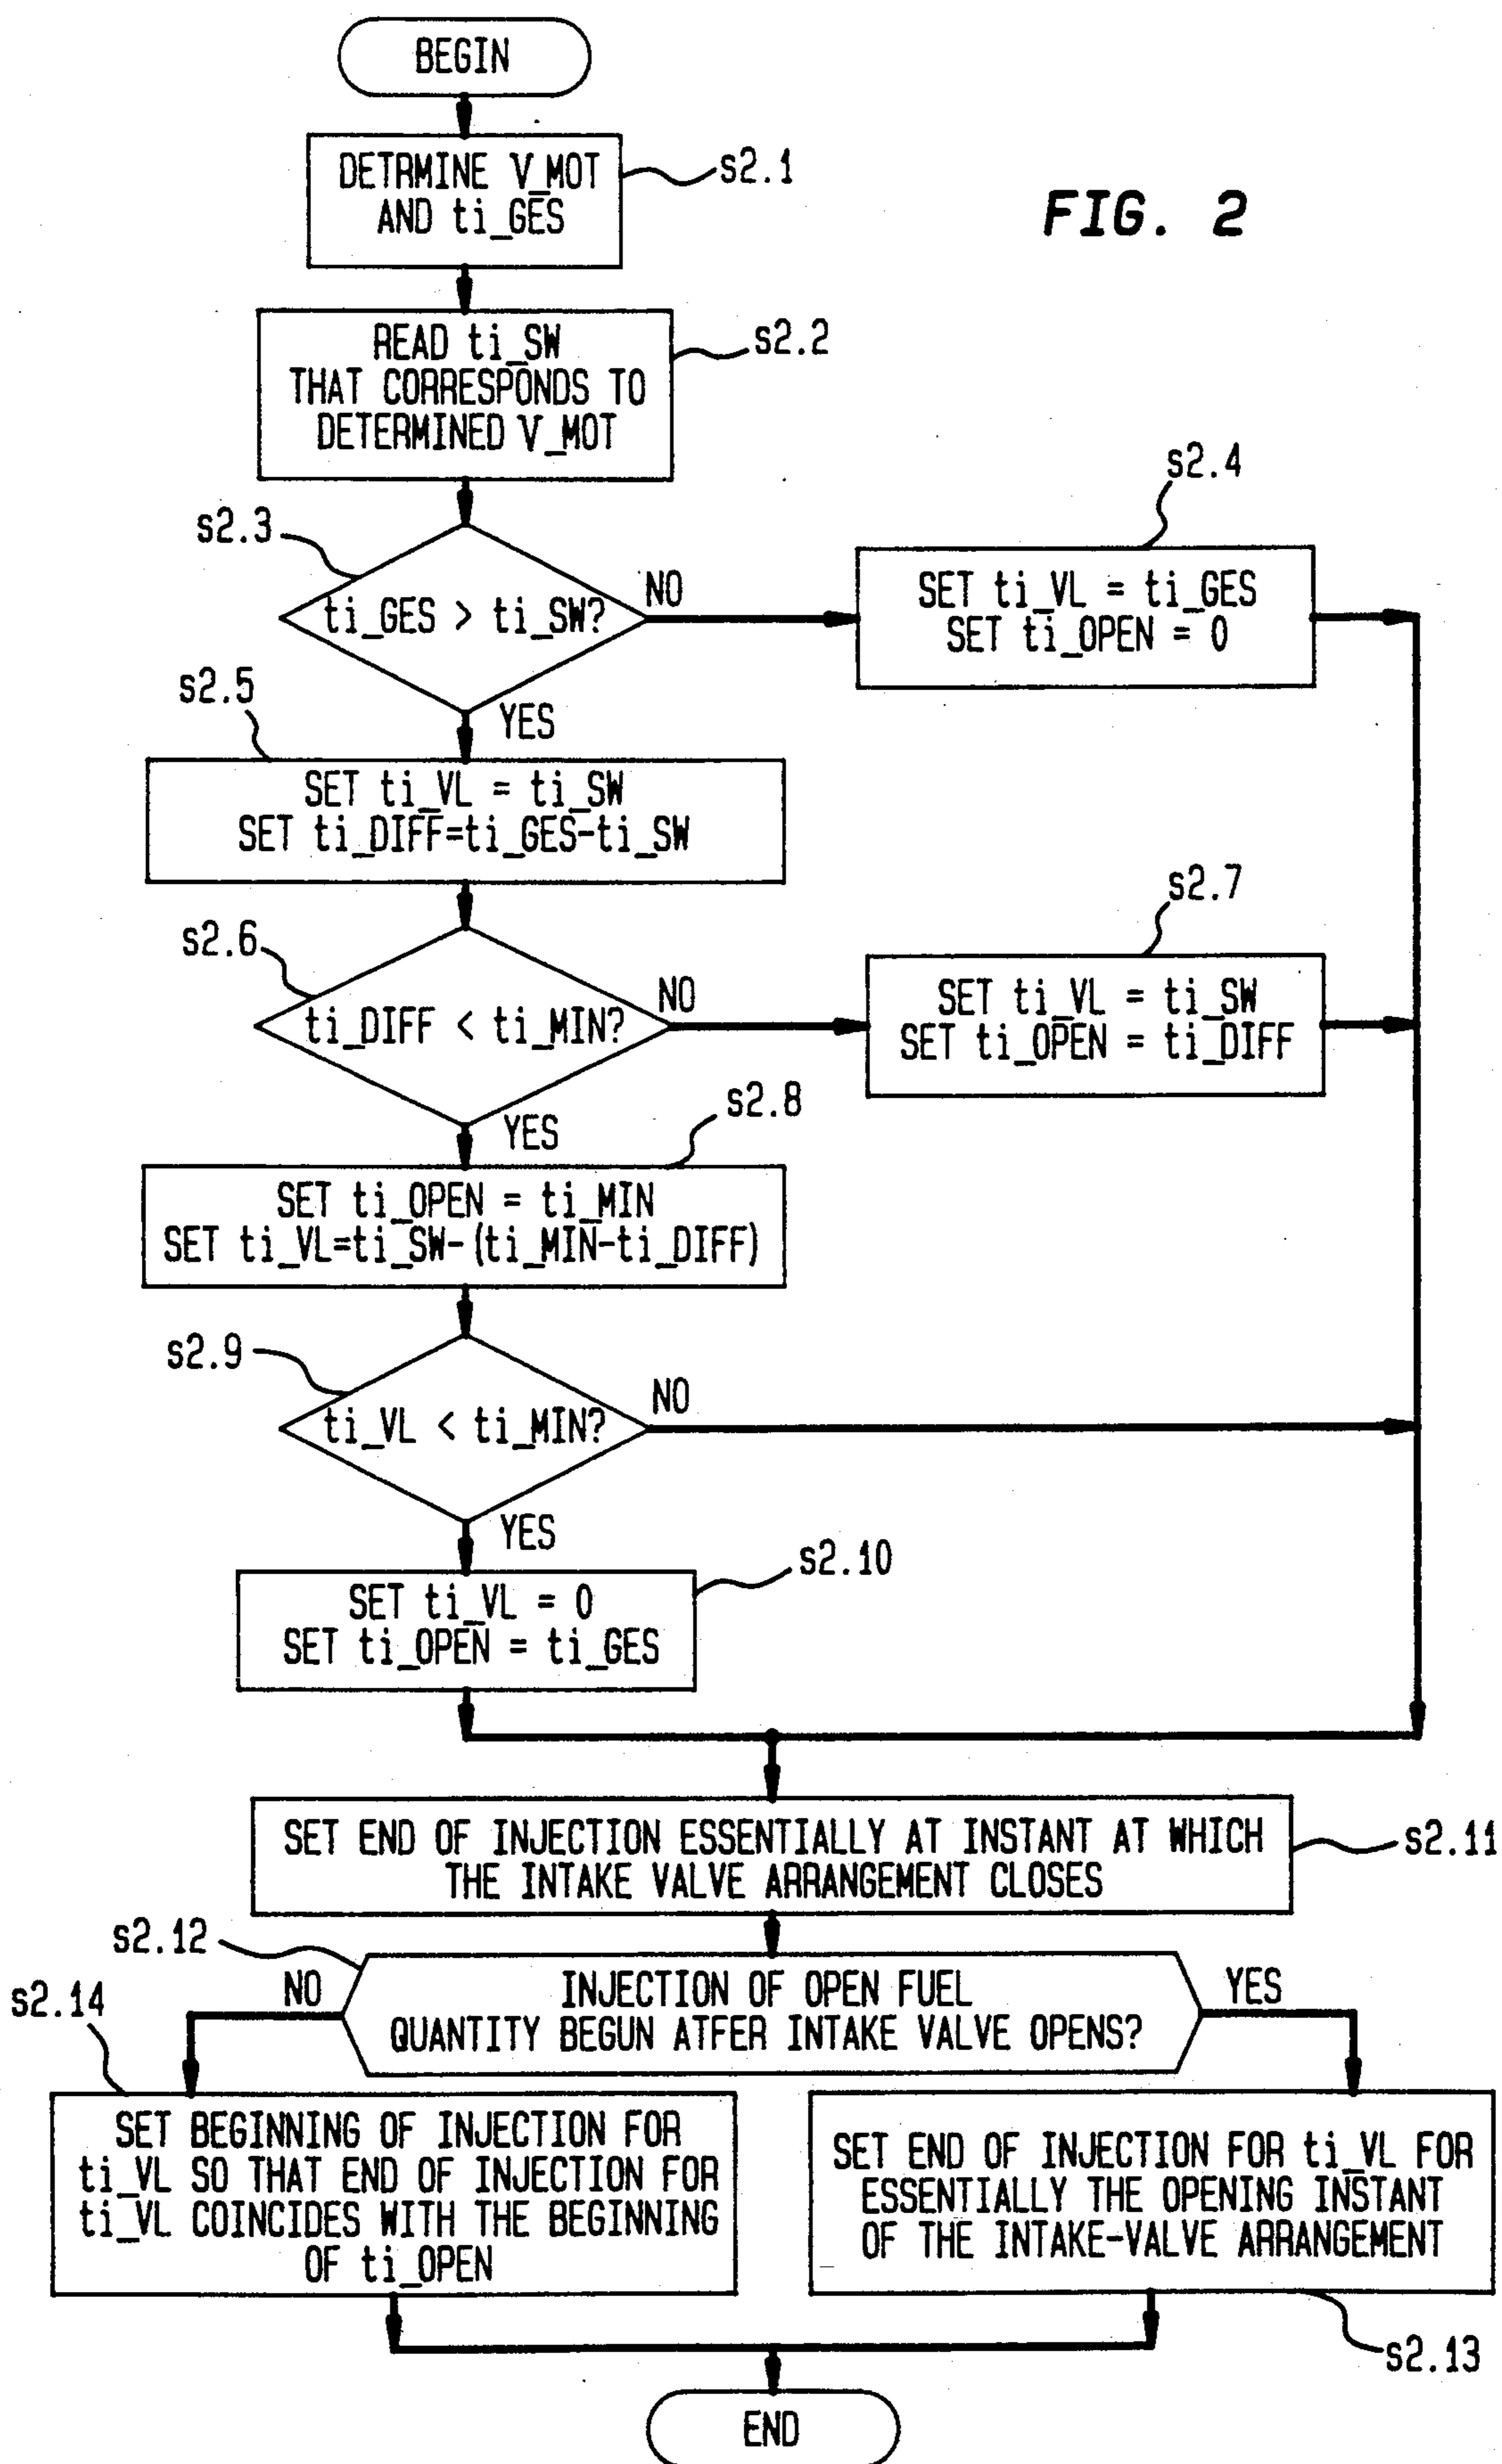 BEGIN
DETRMINE V_MOT
AND ti_GES
s2.1
FIG. 2
READ ti_SW
THAT CORRESPONDS TO
DETERMINED V_MOT
s2.2
s2.3
ti_GES > ti_SW?
NO
s2.4
SET ti_VL = ti_GES
SET ti_OPEN = 0
YES
s2.5
SET ti_VL = ti_SW
SET ti_DIFF=ti_GES-ti_SW
s2.6
ti_DIFF < ti_MIN?
NO
s2.7
SET ti_VL = ti_SW
SET ti_OPEN = ti_DIFF
YES
s2.8
SET ti_OPEN = ti_MIN
SET ti_VL=ti_SW-(ti_MIN-ti_DIFF)
s2.9
ti_VL < ti_MIN?
NO
YES
s2.10
SET ti_VL = 0
SET ti_OPEN = ti_GES
SET END OF INJECTION ESSENTIALLY AT INSTANT AT WHICH
THE INTAKE VALVE ARRANGEMENT CLOSES
s2.11
s2.12
INJECTION OF OPEN FUEL
QUANTITY BEGUN ATFER INTAKE VALVE OPENS?
NO
YES
s2.14
SET BEGINNING OF INJECTION FOR
ti_VL SO THAT END OF INJECTION FOR
ti_VL COINCIDES WITH THE BEGINNING
OF ti_OPEN
SET END OF INJECTION FOR ti_VL FOR
ESSENTIALLY THE OPENING INSTANT
OF THE INTAKE-VALVE ARRANGEMENT
s2.13
END